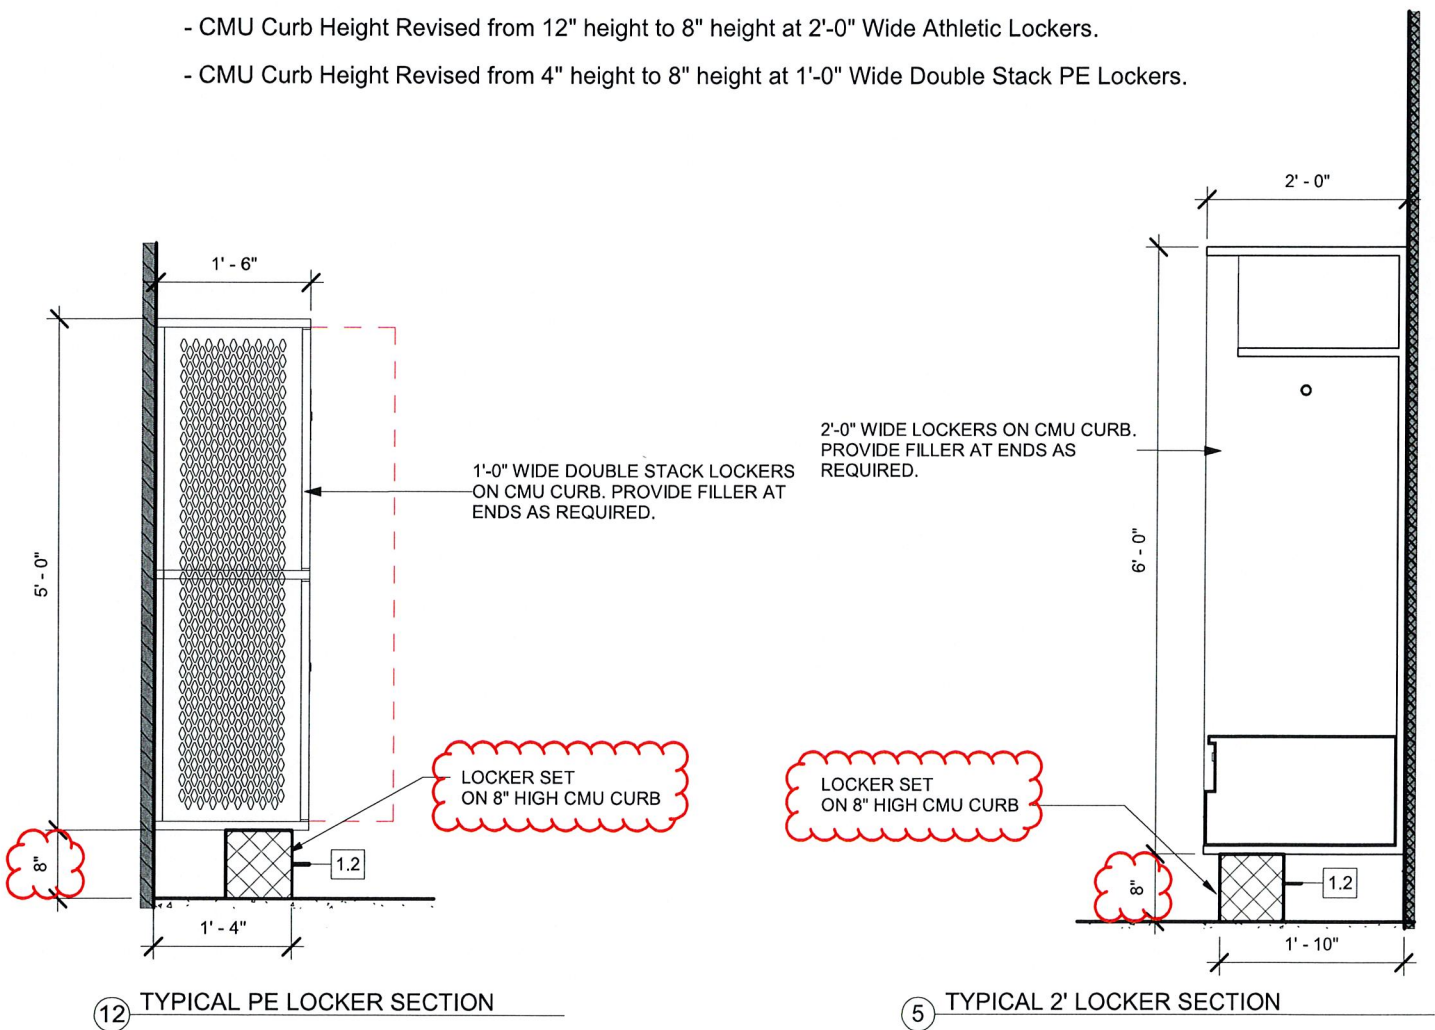 - CMU Curb Height Revised from 12" height to 8" height at 2'-0" Wide Athletic Lockers.
- CMU Curb Height Revised from 4" height to 8" height at 1'-0" Wide Double Stack PE Lockers.
1' - 6"
5' - 0"
1'-0" WIDE DOUBLE STACK LOCKERS
ON CMU CURB. PROVIDE FILLER AT
ENDS AS REQUIRED.
LOCKER SET
ON 8" HIGH CMU CURB
8"
1.2
1' - 4"
12 TYPICAL PE LOCKER SECTION
2' - 0"
2'-0" WIDE LOCKERS ON CMU CURB.
PROVIDE FILLER AT ENDS AS
REQUIRED.
6' - 0"
LOCKER SET
ON 8" HIGH CMU CURB
8"
1.2
1' - 10"
5 TYPICAL 2' LOCKER SECTION